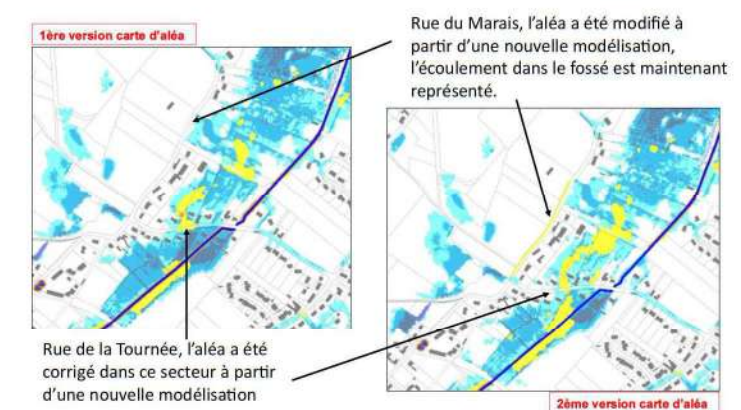 1ère version carte d'aléa
Rue du Marais, l'aléa a été modifié à
partir d'une nouvelle modélisation,
l'écoulement dans le fossé est maintenant
représenté.
Rue de la Tournée, l'aléa a été
corrigé dans ce secteur à partir
d'une nouvelle modélisation
2ème version carte d'aléa